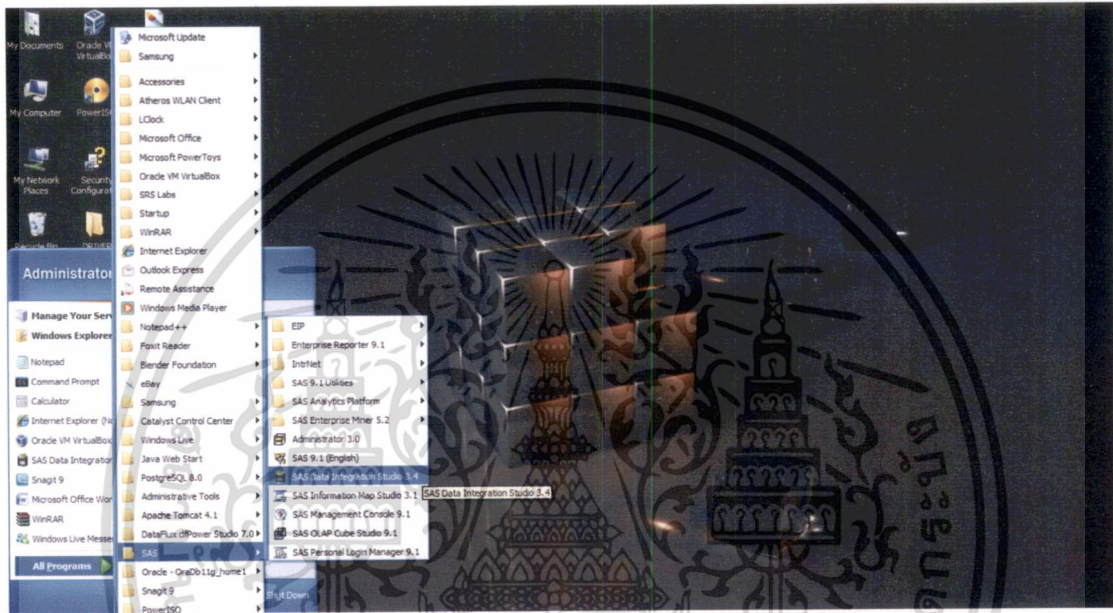 My Documents
Oracle VM
VirtualBox
My Computer
PowerISO
My Network
Places
Security
Configurat
Recycle Bin
DRIVER
Microsoft Update
Samsung
Accessories
Atheros WLAN Client
LClock
Microsoft Office
Microsoft PowerToys
Oracle VM VirtualBox
SRS Labs
Startup
WinRAR
Internet Explorer
Outlook Express
Remote Assistance
Windows Media Player
Notepad++
Foxit Reader
Blender Foundation
eBay
Samsung
Catalyst Control Center
Windows Live
Java Web Start
PostgreSQL 8.0
Administrative Tools
Apache Tomcat 4.1
DataFlux dfPower Studio 7.0
SAS
Oracle - OraDb11g_home1
Snagit 9
PowerISO
Administrator
Manage Your Serv
Windows Explorer
Notepad
Command Prompt
Calculator
Internet Explorer (No
Oracle VM VirtualBox
SAS Data Integration
Snagit 9
Microsoft Office Wor
WinRAR
Windows Live Messe
All Programs
Shut Down
EIP
Enterprise Reporter 9.1
IntrNet
SAS 9.1 Utilities
SAS Analytics Platform
SAS Enterprise Miner 5.2
Administrator 3.0
SAS 9.1 (English)
SAS Data Integration Studio 3.4
SAS Information Map Studio 3.1
SAS Management Console 9.1
SAS OLAP Cube Studio 9.1
SAS Personal Login Manager 9.1
SAS Data Integration Studio 3.4